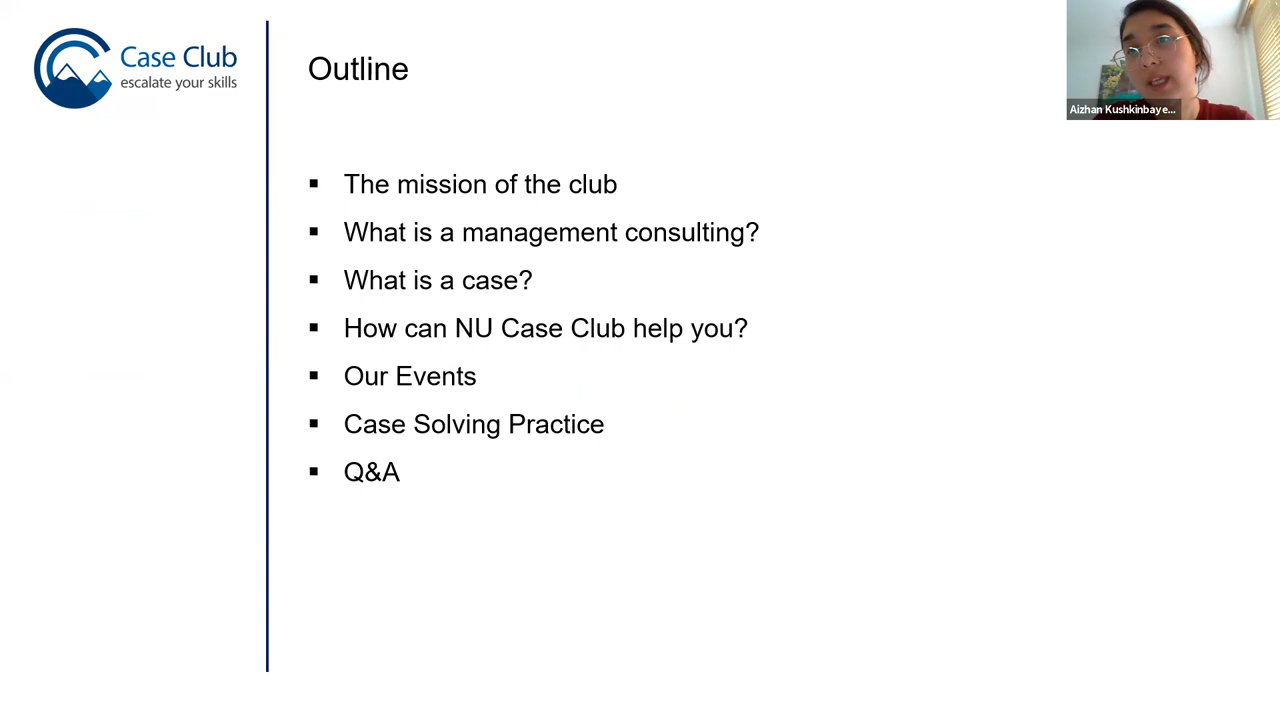 Case Club
escalate your skills
Outline
Aizhan Kushkinbaye...
▪ The mission of the club
▪ What is a management consulting?
▪ What is a case?
▪ How can NU Case Club help you?
▪ Our Events
▪ Case Solving Practice
▪ Q&A